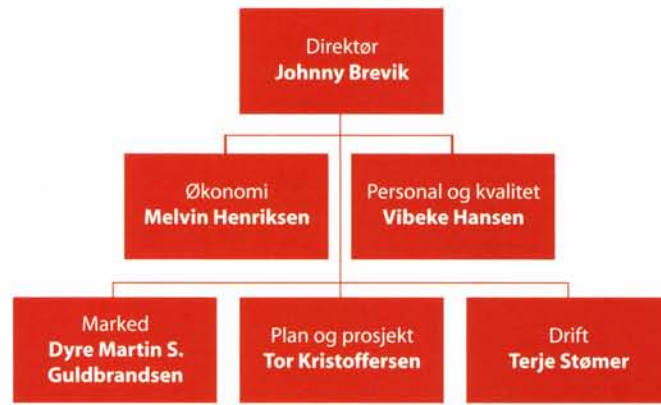 Direktør
Johnny Brevik
Økonomi
Melvin Henriksen
Personal og kvalitet
Vibeke Hansen
Marked
Dyre Martin S.
Guldbrandsen
Plan og prosjekt
Tor Kristoffersen
Drift
Terje Stømer